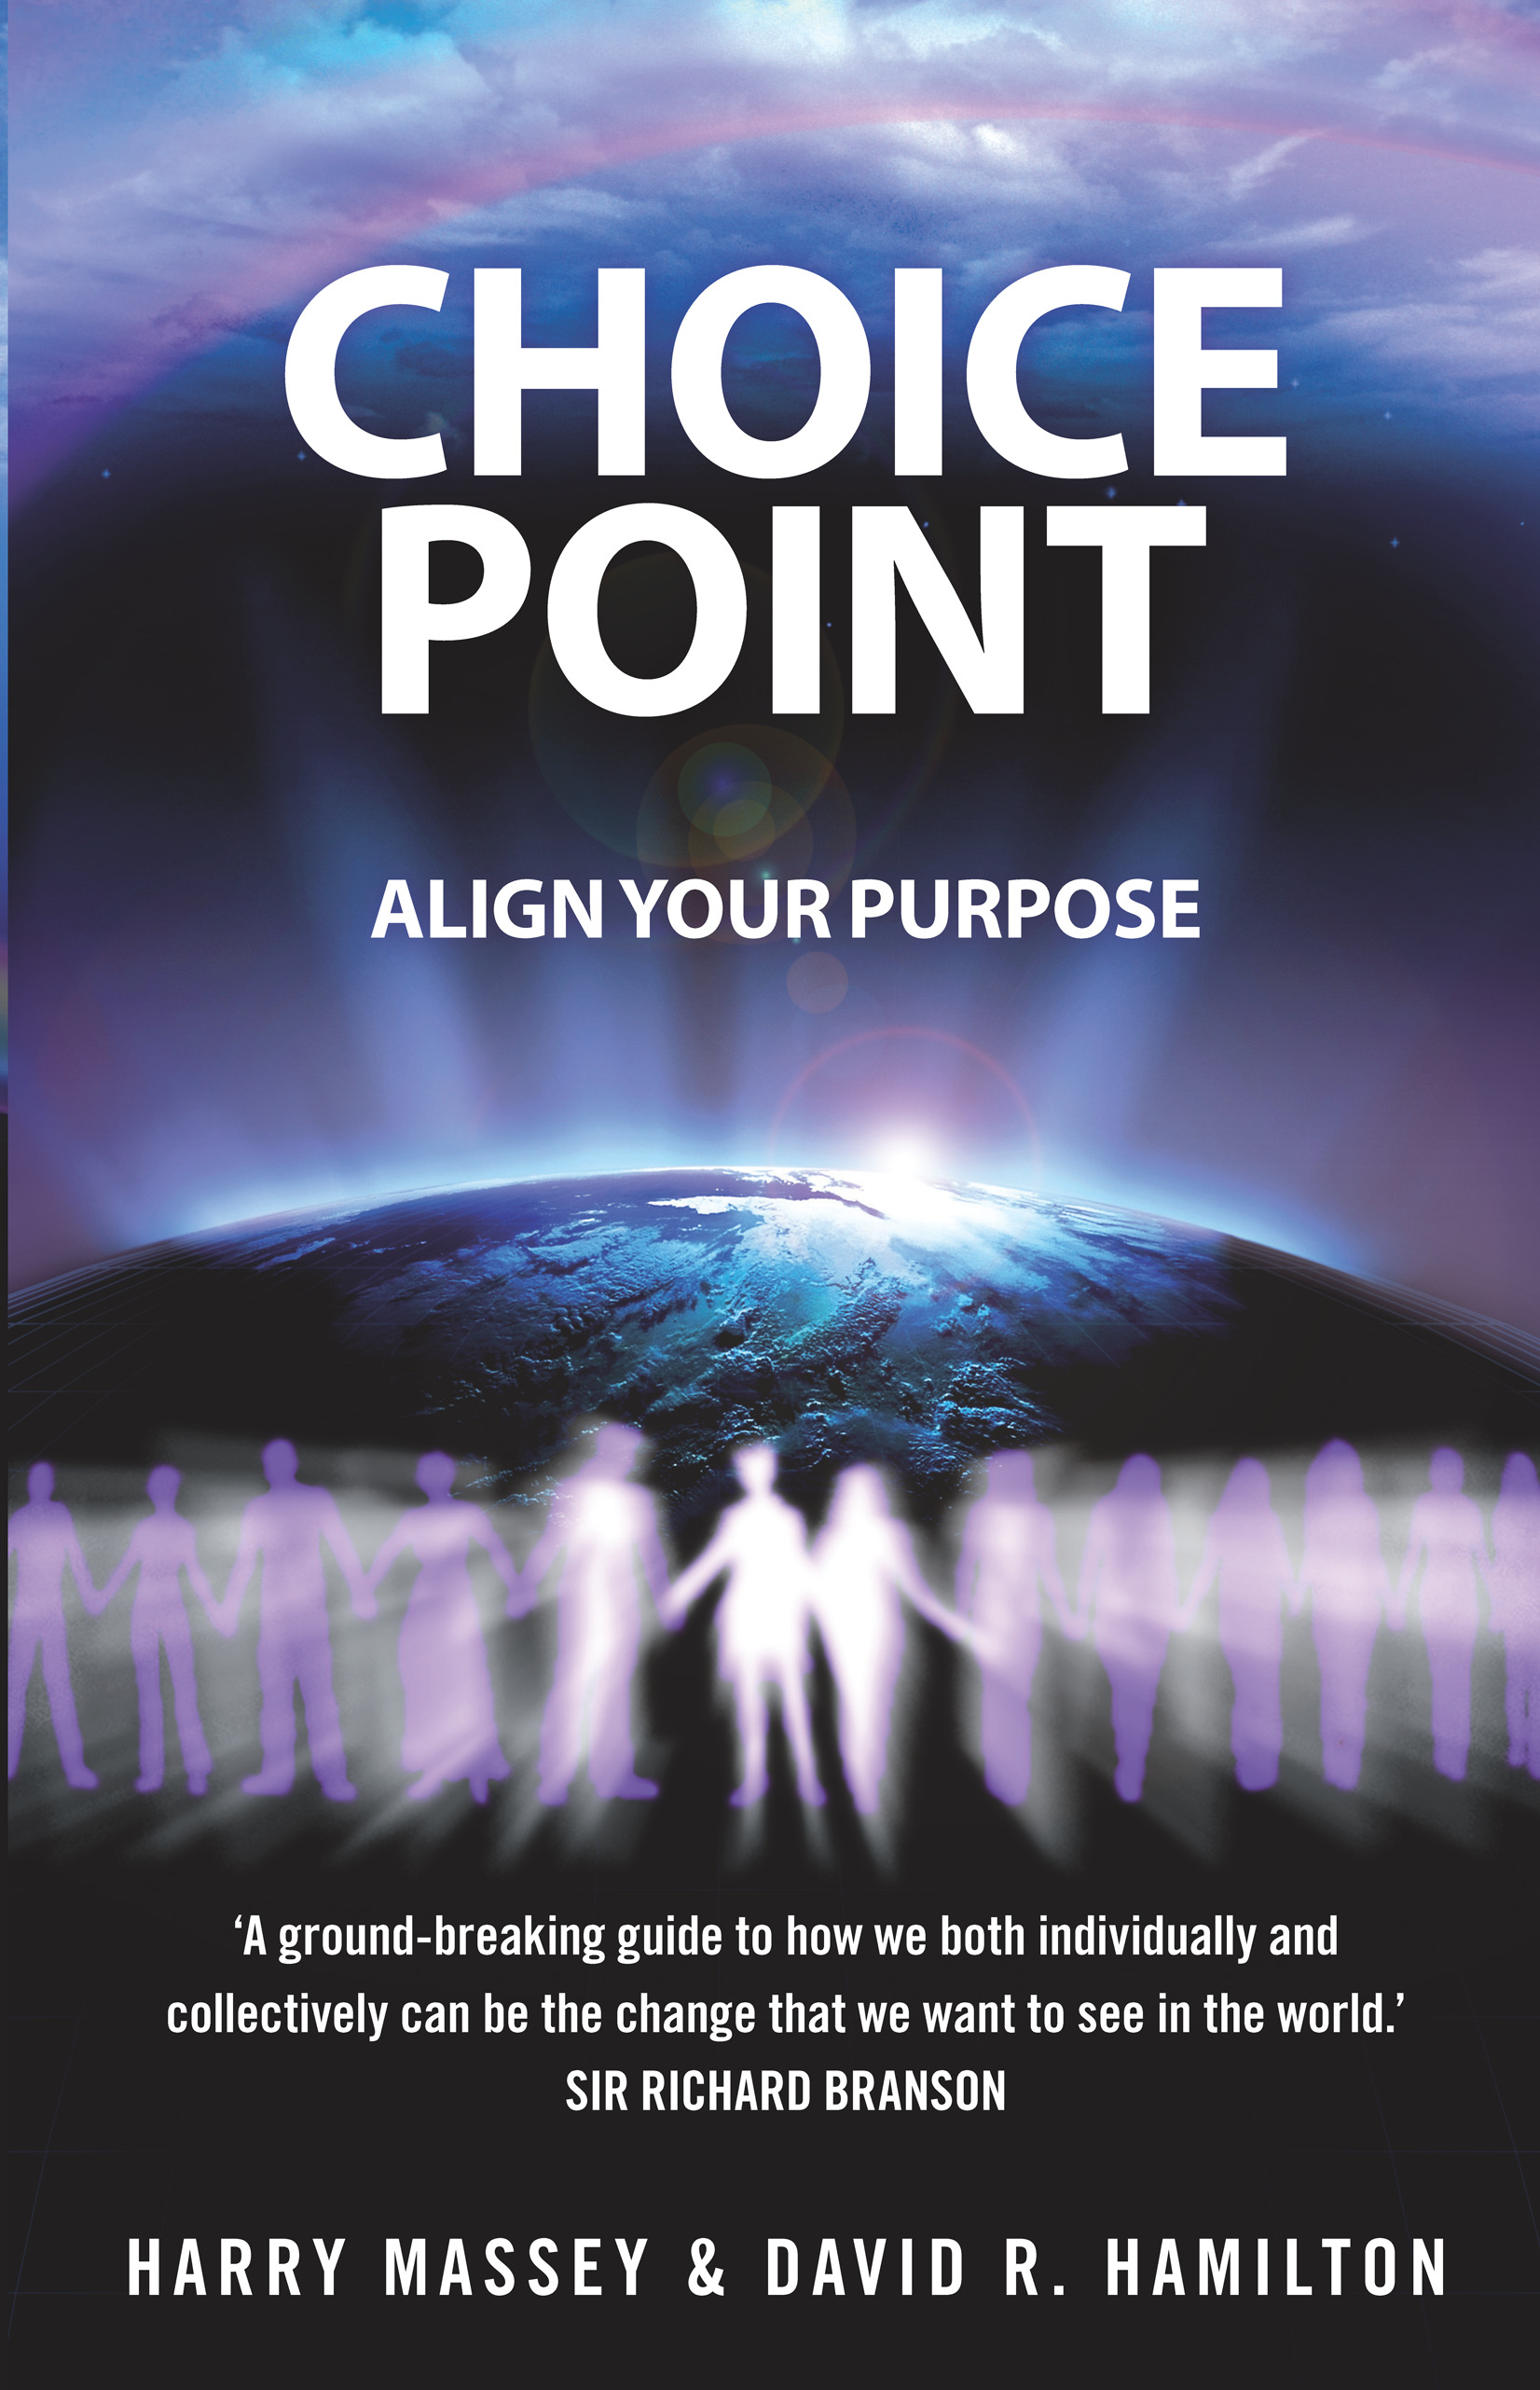 CHOICE
POINT
ALIGN YOUR PURPOSE
‘A ground-breaking guide to how we both individually and
collectively can be the change that we want to see in the world.’
SIR RICHARD BRANSON
HARRY MASSEY & DAVID R. HAMILTON